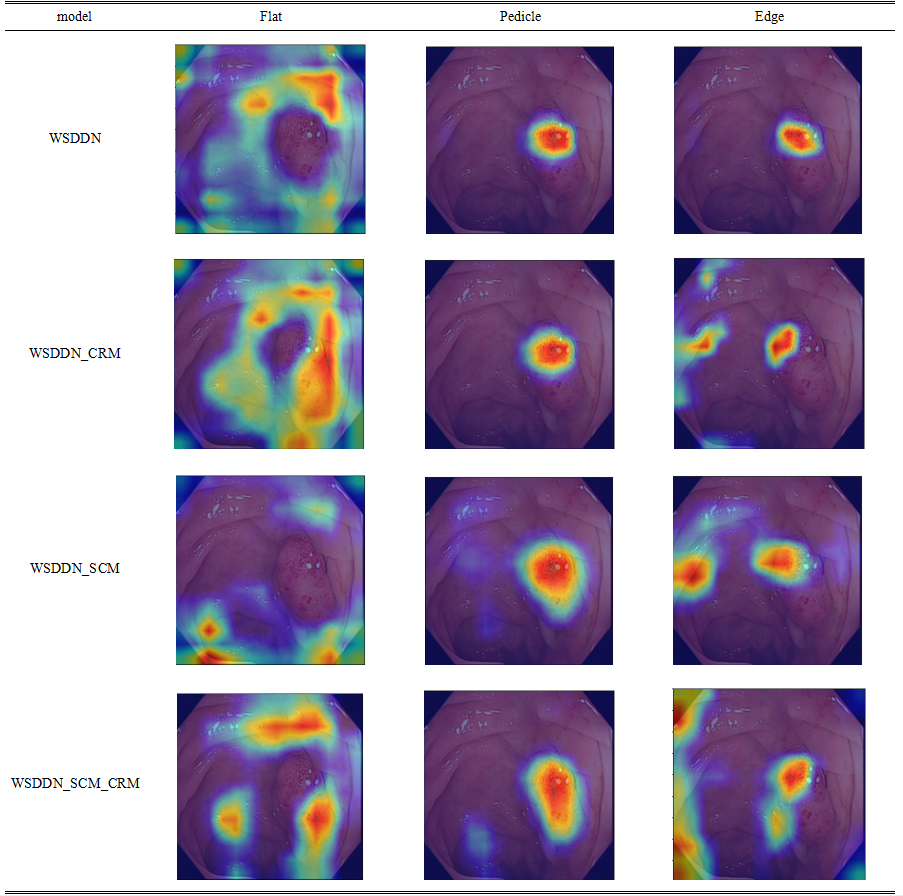 model Flat Pedicle Edge
WSDDN
WSDDN_CRM
WSDDN_SCM
WSDDN_SCM_CRM